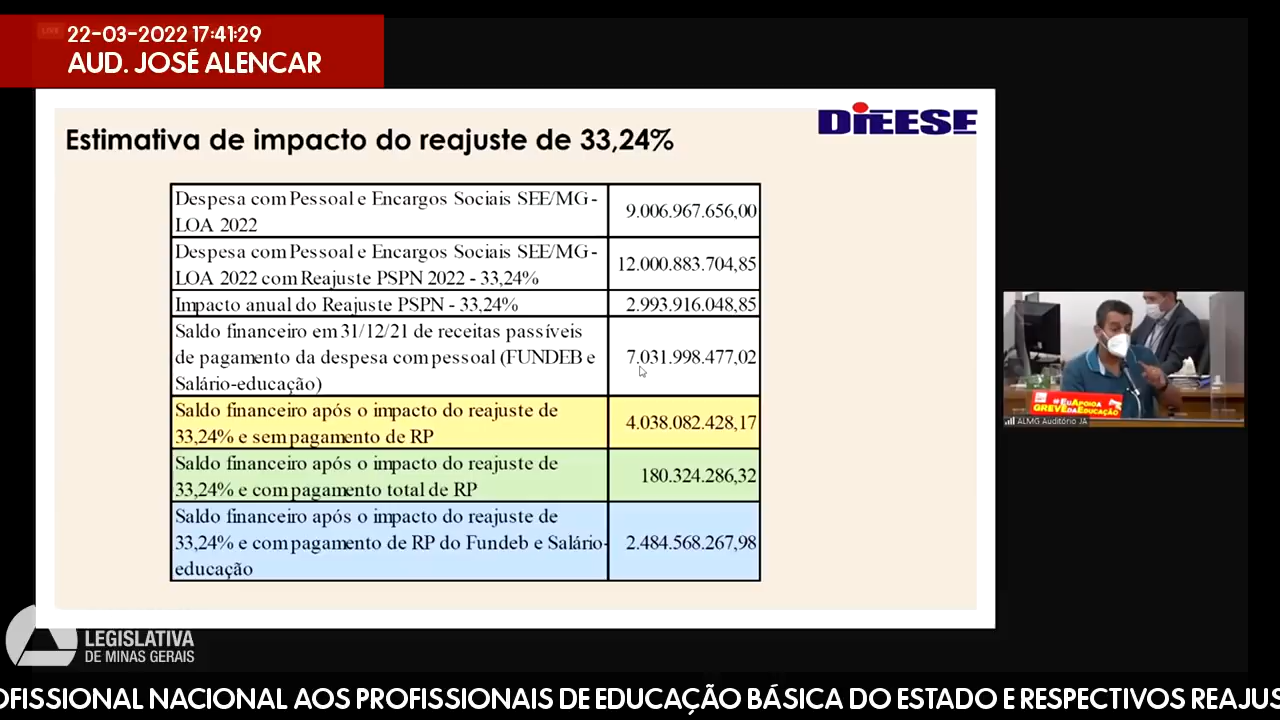 LIVE
22-03-2022 17:41:29
AUD. JOSÉ ALENCAR
DIEESE
Estimativa de impacto do reajuste de 33,24%
Despesa com Pessoal e Encargos Sociais SEE/MG-
LOA 2022
9.006.967.656,00
Despesa com Pessoal e Encargos Sociais SEE/MG-
LOA 2022 com Reajuste PSPN 2022 - 33,24%
12.000.883.704,85
Impacto anual do Reajuste PSPN - 33,24%
2.993.916.048,85
Saldo financeiro em 31/12/21 de receitas passíveis
de pagamento da despesa com pessoal (FUNDEB e
Salário-educação)
7.031.998.477,02
Saldo financeiro após o impacto do reajuste de
33,24% e sem pagamento de RP
4.038.082.428,17
Saldo financeiro após o impacto do reajuste de
33,24% e com pagamento total de RP
180.324.286,32
Saldo financeiro após o impacto do reajuste de
33,24% e com pagamento de RP do Fundeb e Salário-
educação
2.484.568.267,98
#EUAPOIO A
GREVE DA EDUCAÇÃO
ALMG Auditório JA
LEGISLATIVA
DE MINAS GERAIS
OFISSIONAL NACIONAL AOS PROFISSIONAIS DE EDUCAÇÃO BÁSICA DO ESTADO E RESPECTIVOS REAJUS